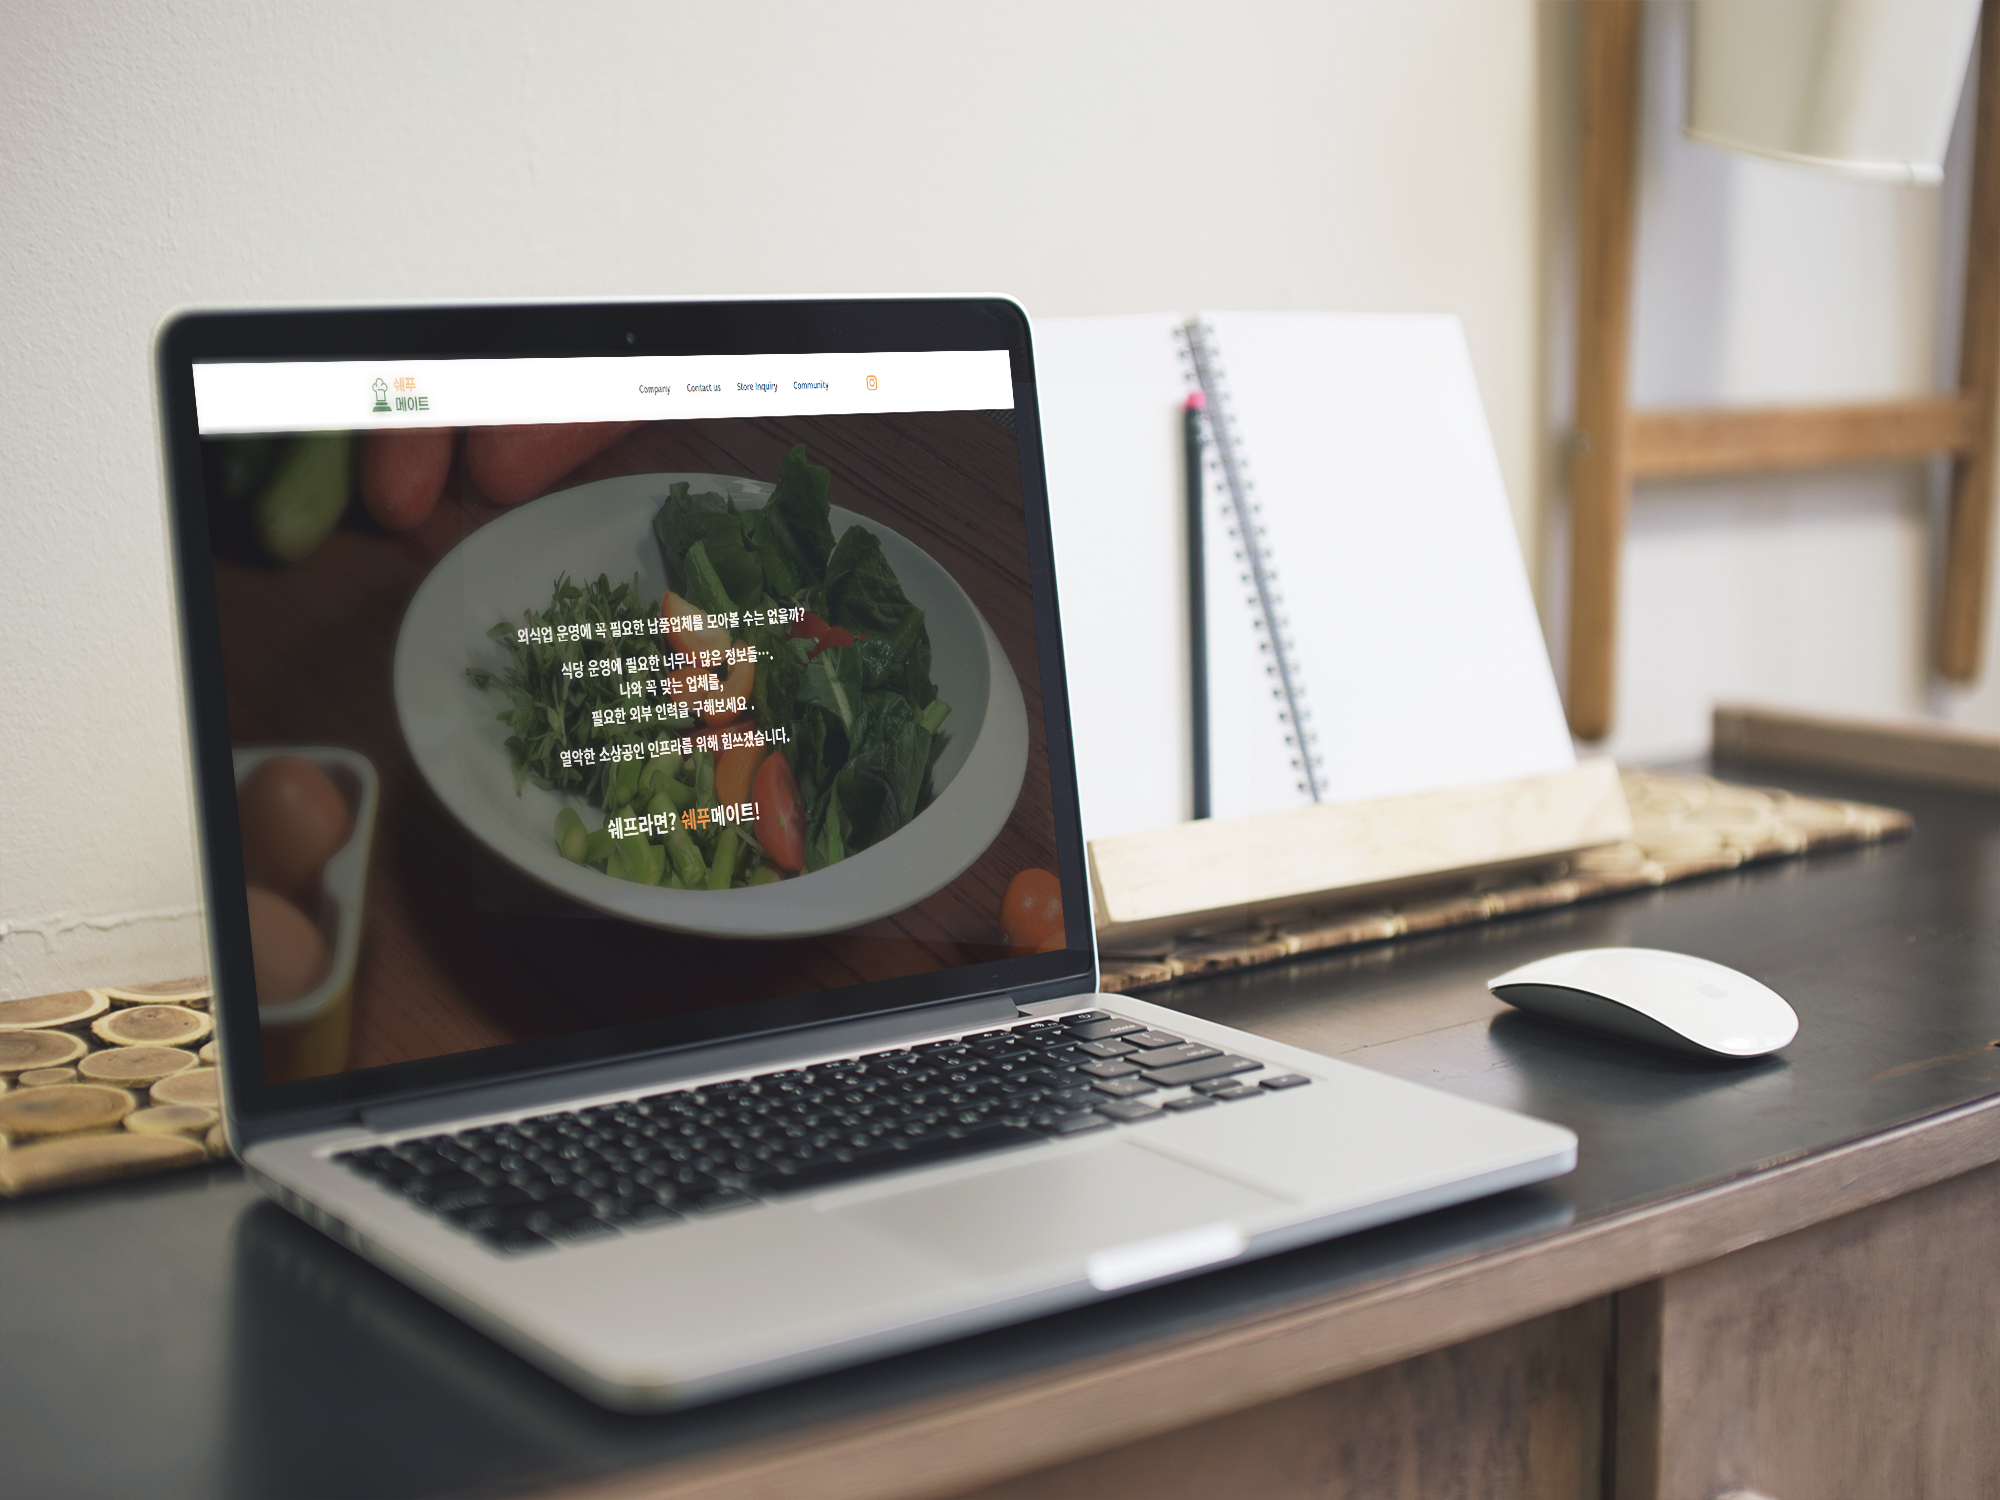 쉐푸
메이트
Company Contact us Store Inquiry Community
외식업 운영에 꼭 필요한 납품업체를 모아볼 수는 없을까?
식당 운영에 필요한 너무나 많은 정보들....
나와 꼭 맞는 업체를,
필요한 외부 인력을 구해보세요 .
열악한 소상공인 인프라를 위해 힘쓰겠습니다.
쉐프라면? 쉐푸메이트!